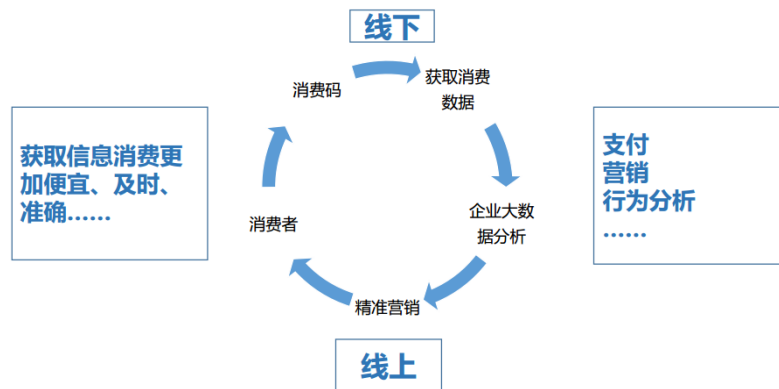 线下
消费码
获取消费
数据
获取信息消费更
加便宜、及时、
准确......
支付
营销
行为分析
......
消费者
企业大数
据分析
精准营销
线上